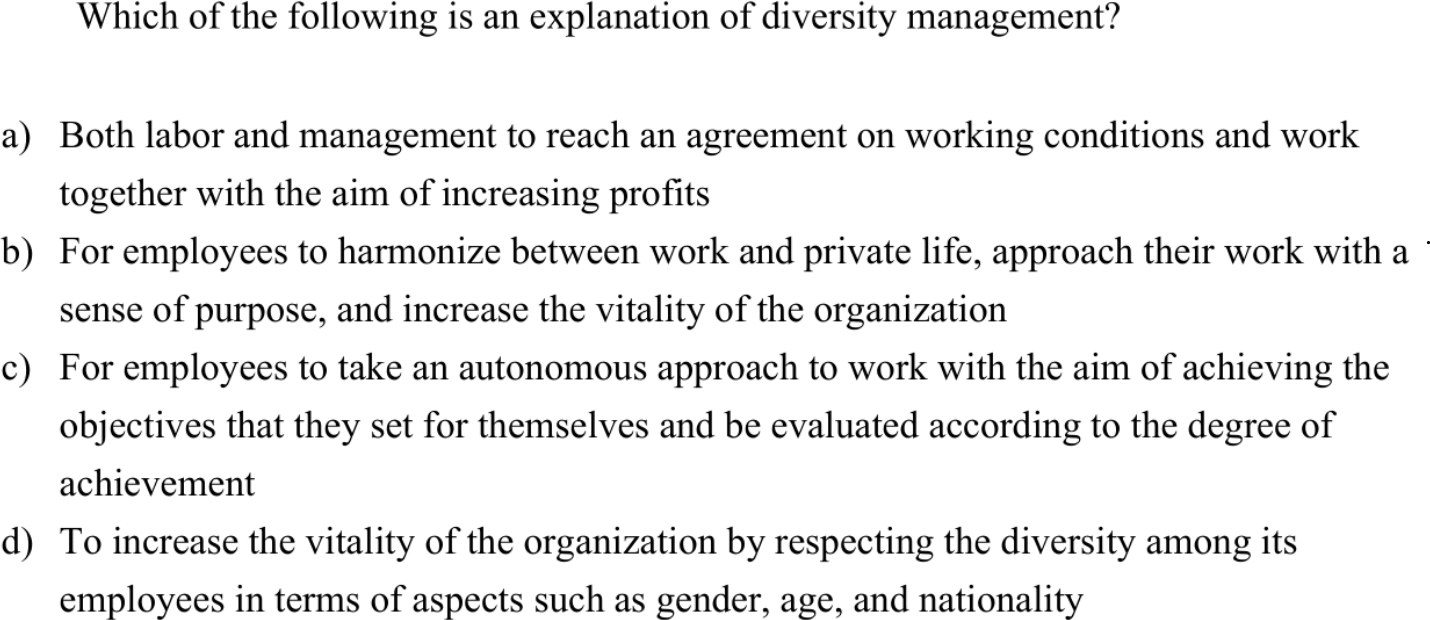 Which of the following is an explanation of diversity management?
a) Both labor and management to reach an agreement on working conditions and work
together with the aim of increasing profits
b) For employees to harmonize between work and private life, approach their work with a
sense of purpose, and increase the vitality of the organization
c) For employees to take an autonomous approach to work with the aim of achieving the
objectives that they set for themselves and be evaluated according to the degree of
achievement
d) To increase the vitality of the organization by respecting the diversity among its
employees in terms of aspects such as gender, age, and nationality